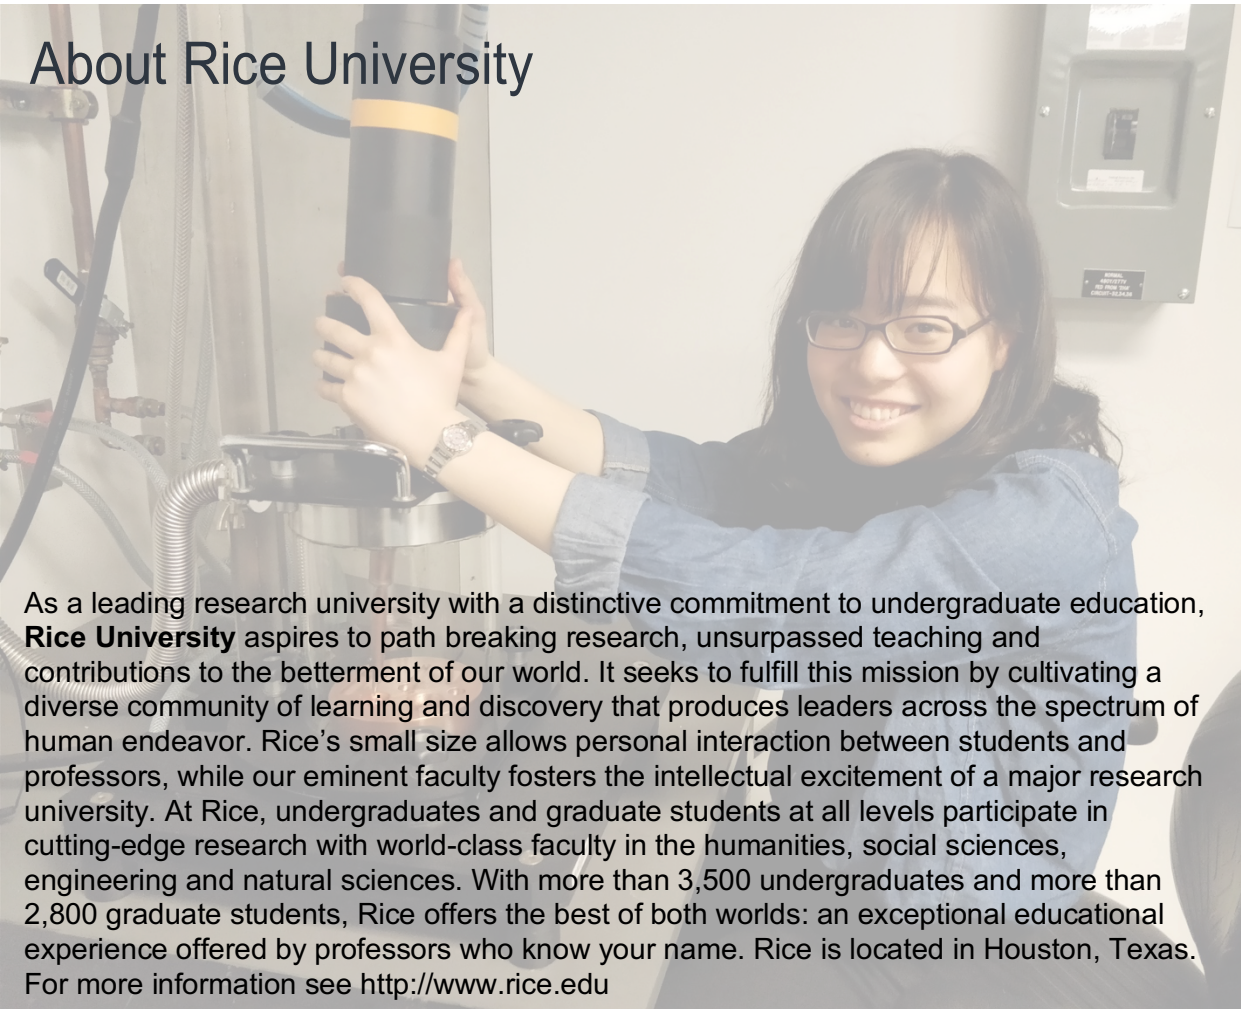 About Rice University
As a leading research university with a distinctive commitment to undergraduate education,
Rice University aspires to path breaking research, unsurpassed teaching and
contributions to the betterment of our world. It seeks to fulfill this mission by cultivating a
diverse community of learning and discovery that produces leaders across the spectrum of
human endeavor. Rice’s small size allows personal interaction between students and
professors, while our eminent faculty fosters the intellectual excitement of a major research
university. At Rice, undergraduates and graduate students at all levels participate in
cutting-edge research with world-class faculty in the humanities, social sciences,
engineering and natural sciences. With more than 3,500 undergraduates and more than
2,800 graduate students, Rice offers the best of both worlds: an exceptional educational
experience offered by professors who know your name. Rice is located in Houston, Texas.
For more information see http://www.rice.edu